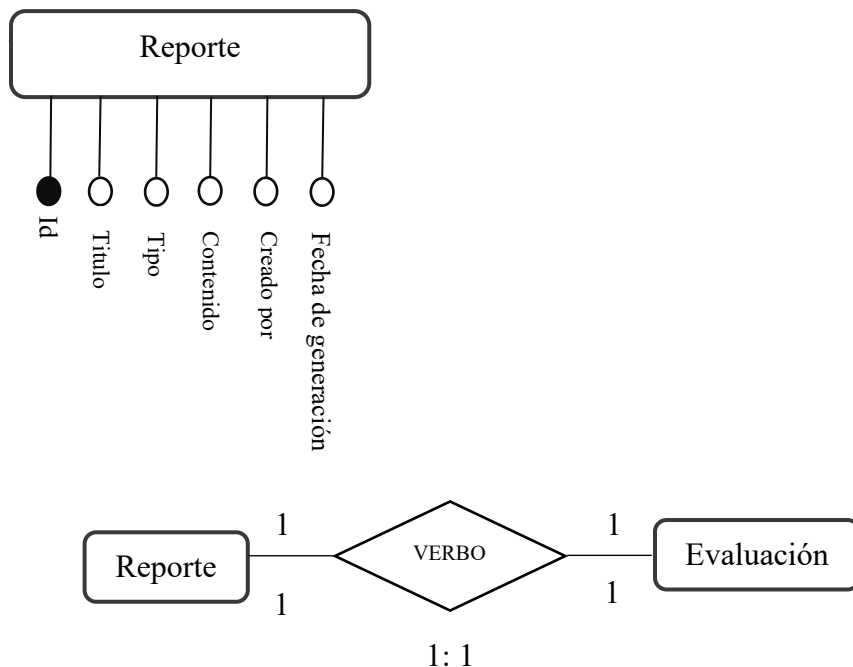 Reporte
Id
Titulo
Tipo
Contenido
Creado por
Fecha de generación
1
1
VERBO
Reporte
Evaluación
1
1
1: 1